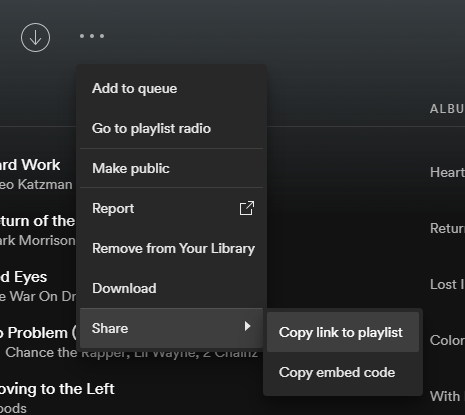 Add to queue
ALBU
Go to playlist radio
ard Work
Make public
Heart
eo Katzman
Report
turn of the
Remove from Your Library
Return
ark Morrison
d Eyes
Download
Lost I
e War On Dr
Share
Copy link to playlist
o Problem (
Color
Chance the Rapper, Lil Wayne, 2 Chainz
Copy embed code
oving to the Left
With
oods